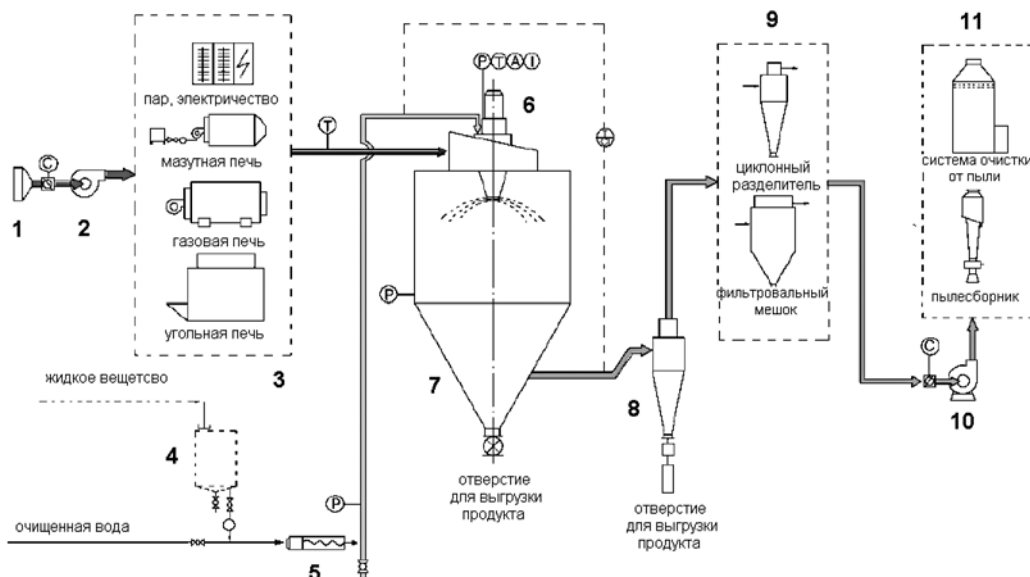 9
11
P T A I
6
пар, электричество
T
мазутная печь
C
1
2
газовая печь
угольная печь
3
циклонный
разделитель
фильтровальный
мешок
система очистки
от пыли
пылесборник
P
7
8
C
10
жидкое вещетсво
4
отверстие
для выгрузки
продукта
P
отверстие
для выгрузки
продукта
очищенная вода
5